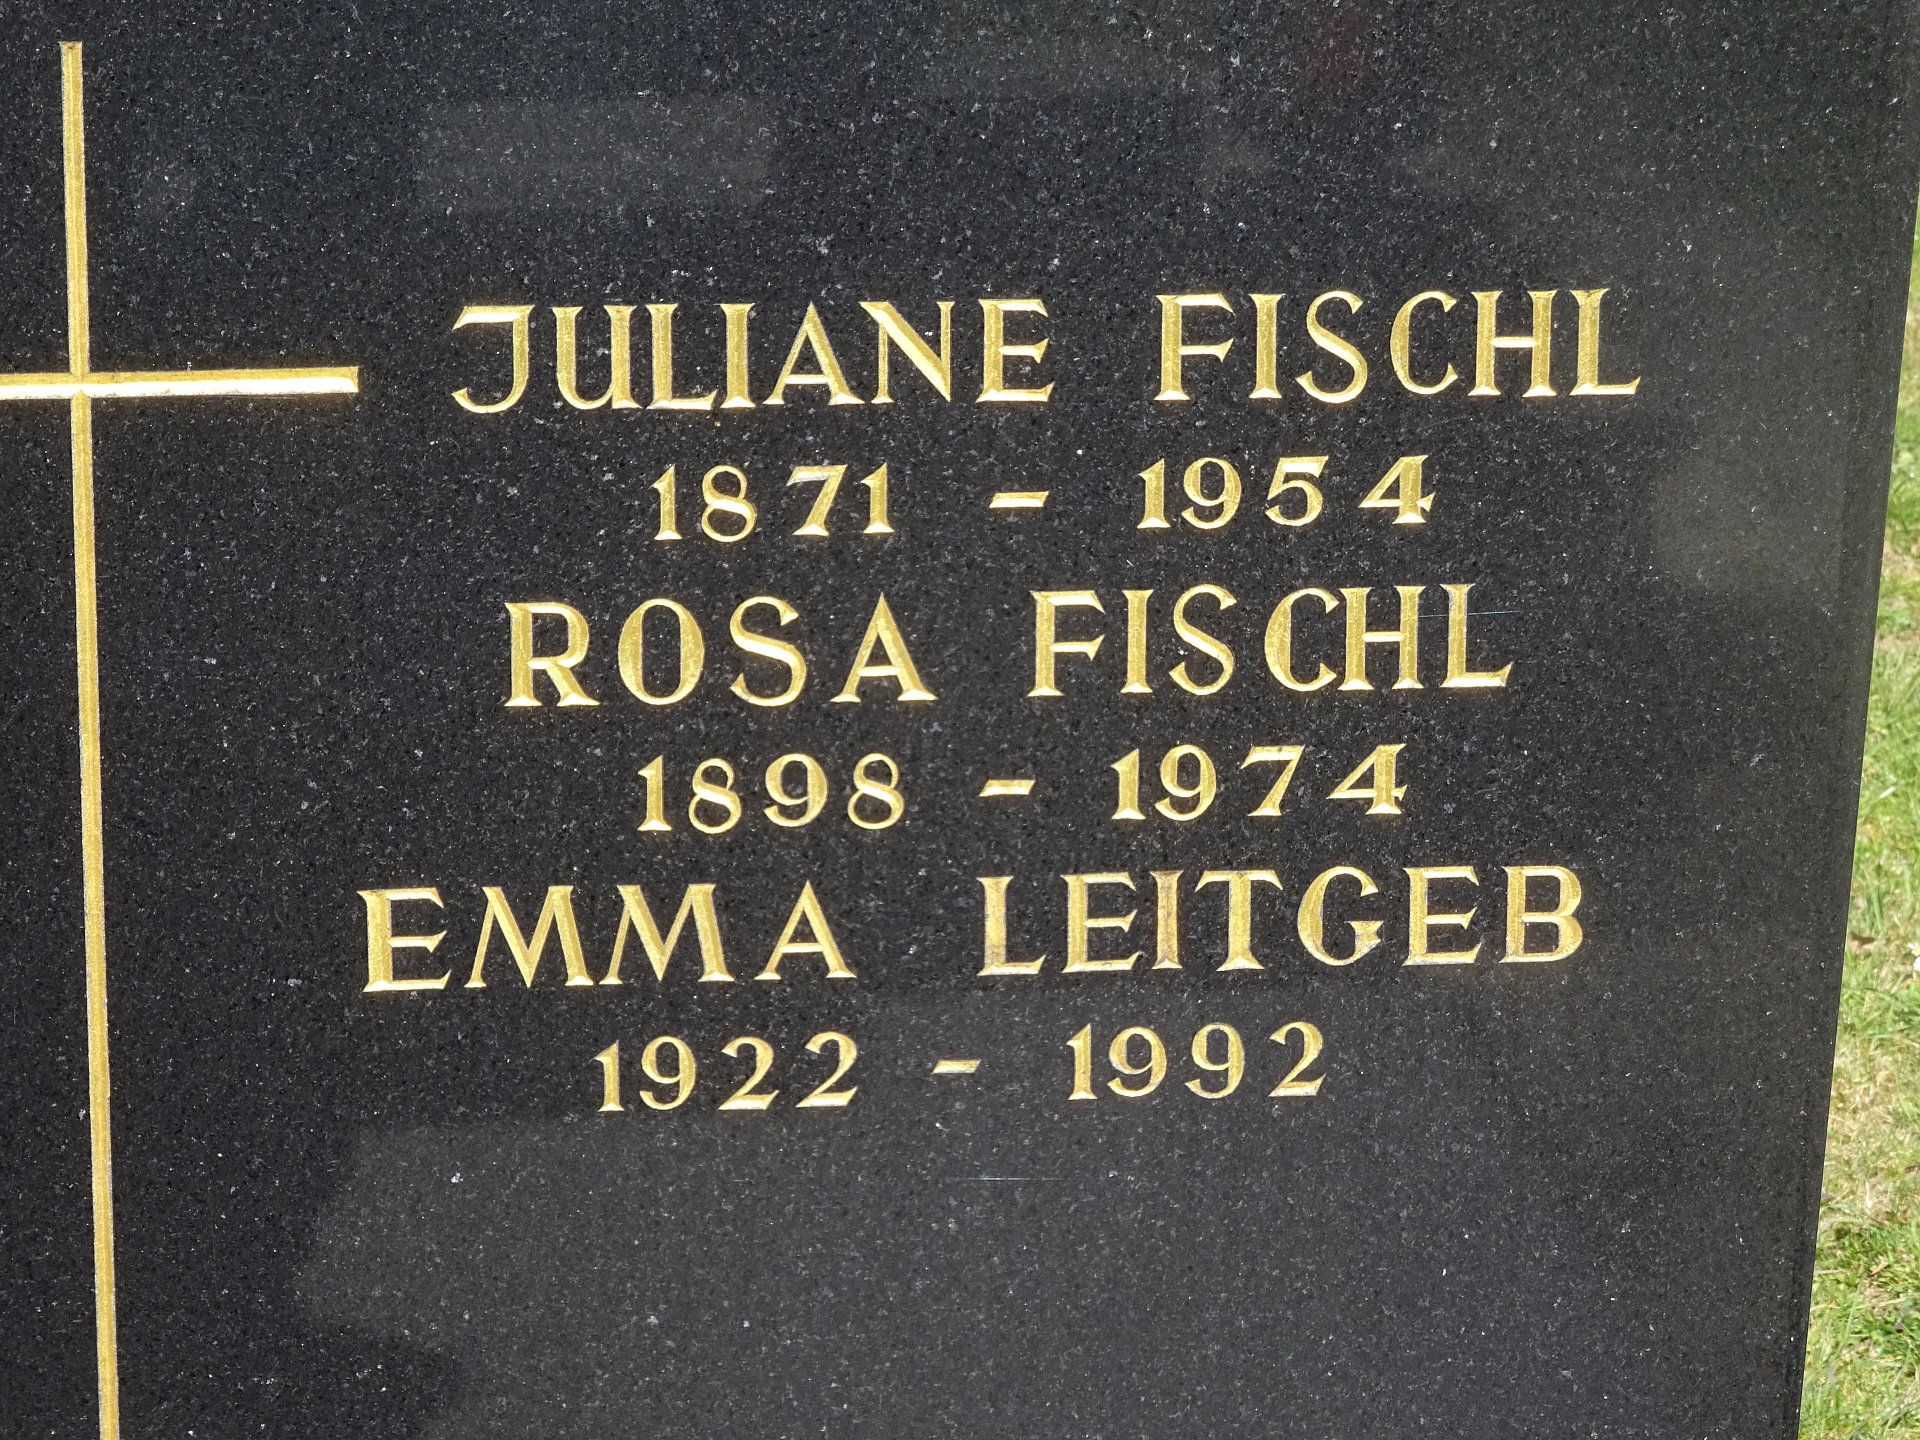 JULIANE FISCHL
1871 - 1954
ROSA FISCHL
1898 - 1974
EMMA LEITGEB
1922 - 1992